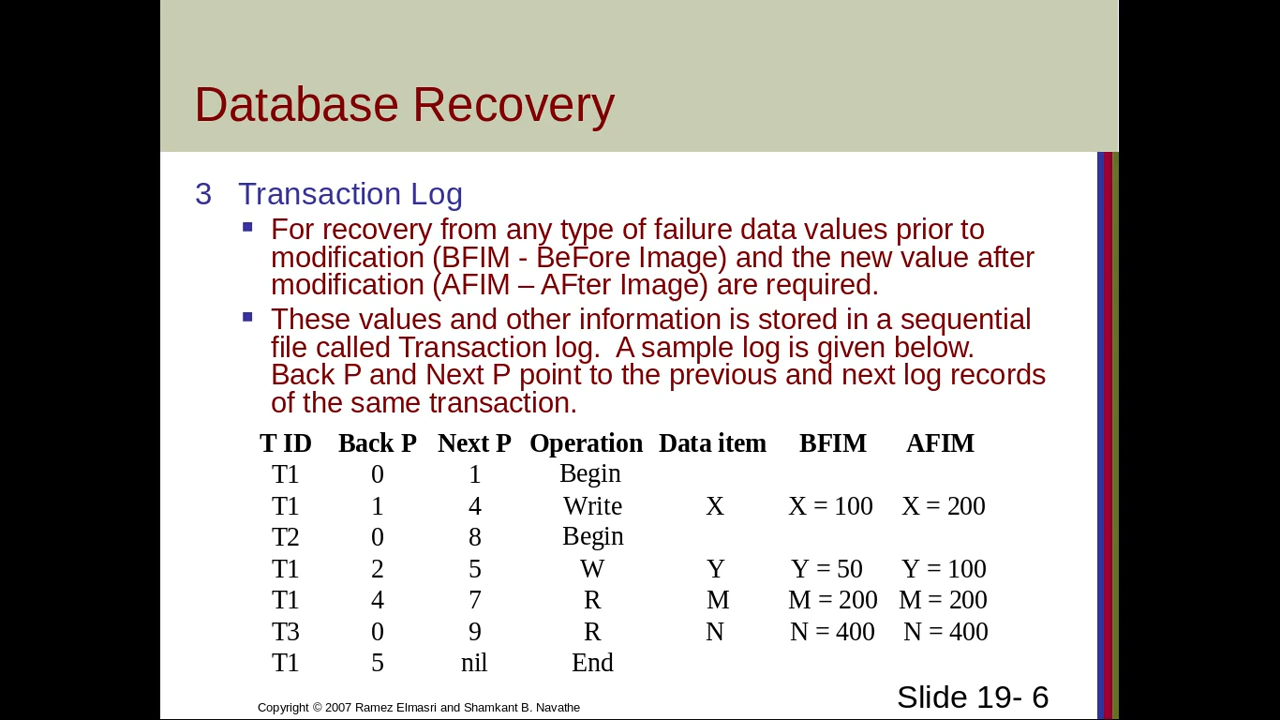 Database Recovery
3 Transaction Log
For recovery from any type of failure data values prior to
modification (BFIM - BeFore Image) and the new value after
modification (AFIM – AFter Image) are required.
These values and other information is stored in a sequential
file called Transaction log.  A sample log is given below.
Back P and Next P point to the previous and next log records
of the same transaction.
T ID Back P Next P Operation Data item BFIM AFIM
T1 0 1 Begin
T1 1 4 Write X X = 100 X = 200
T2 0 8 Begin
T1 2 5 W Y Y = 50 Y = 100
T1 4 7 R M M = 200 M = 200
T3 0 9 R N N = 400 N = 400
T1 5 nil End
Copyright © 2007 Ramez Elmasri and Shamkant B. Navathe
Slide 19- 6